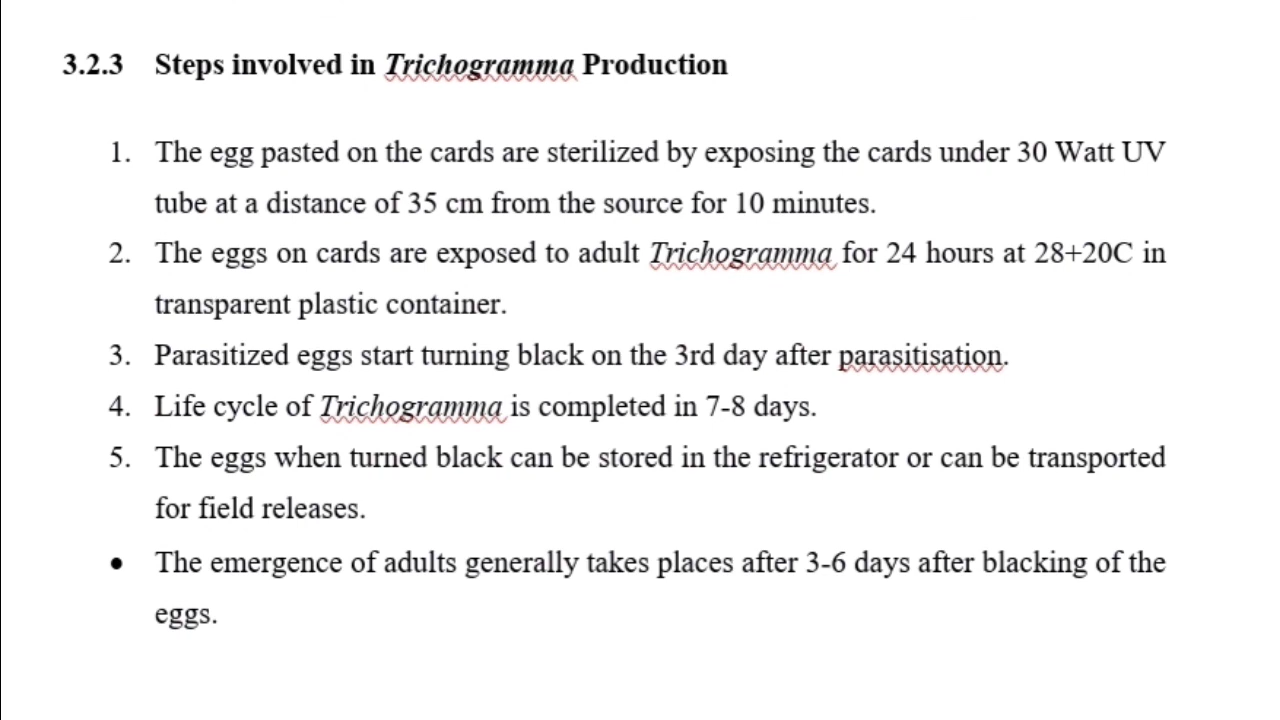 3.2.3 Steps involved in Trichogramma Production
1. The egg pasted on the cards are sterilized by exposing the cards under 30 Watt UV
tube at a distance of 35 cm from the source for 10 minutes.
2. The eggs on cards are exposed to adult Trichogramma for 24 hours at 28+20C in
transparent plastic container.
3. Parasitized eggs start turning black on the 3rd day after parasitisation.
4. Life cycle of Trichogramma is completed in 7-8 days.
5. The eggs when turned black can be stored in the refrigerator or can be transported
for field releases.
• The emergence of adults generally takes places after 3-6 days after blacking of the
eggs.